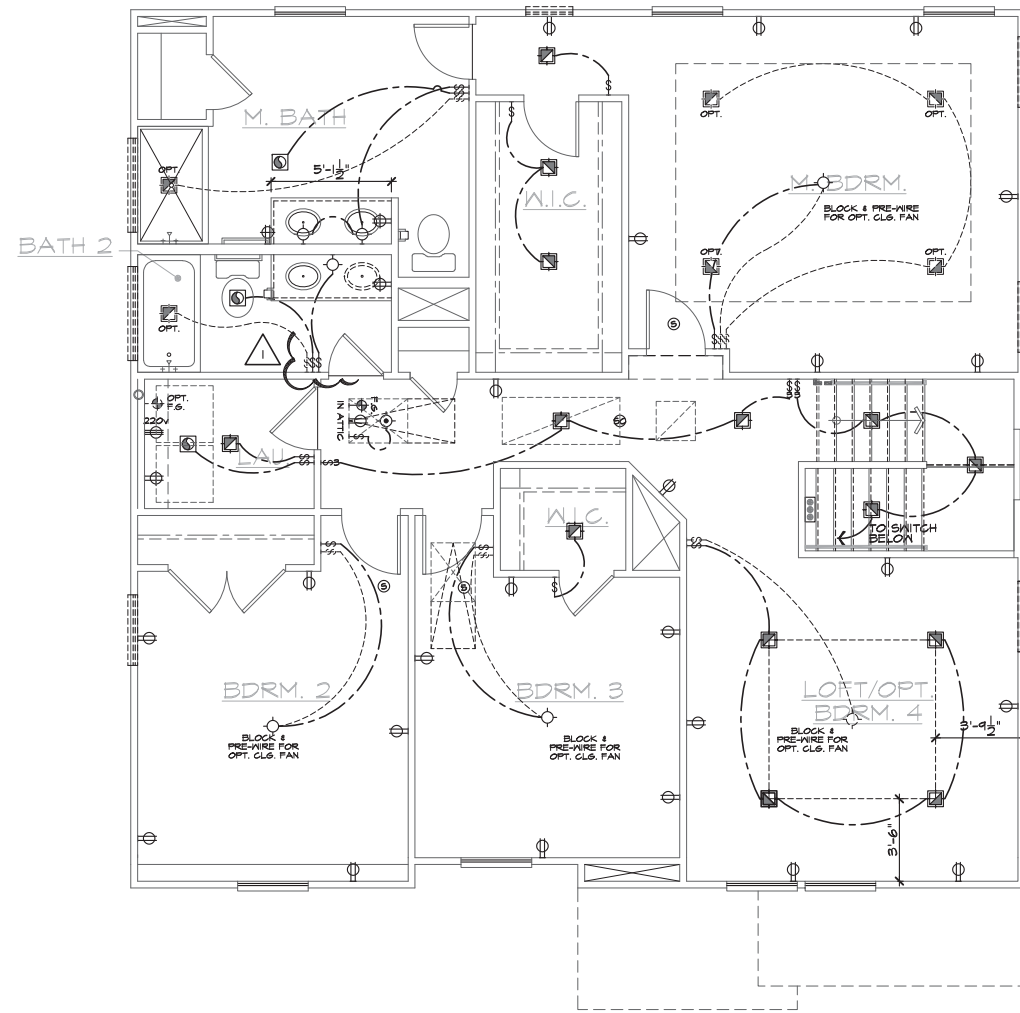 M. BATH
OPT.
5'-1½"
W.I.C.
OPT.
OPT.
M. BDRM.
BLOCK & PRE-WIRE
FOR OPT. CLG. FAN
OPT.
OPT.
S
BATH 2
OPT.
1
OPT.
F.G.
220V
LAU.
F.G.
IN ATTIC
W.I.C.
TO SWITCH
BELOW
S
S
BDRM. 2
BLOCK &
PRE-WIRE FOR
OPT. CLG. FAN
BDRM. 3
BLOCK &
PRE-WIRE FOR
OPT. CLG. FAN
LOFT/OPT.
BDRM. 4
BLOCK &
PRE-WIRE FOR
OPT. CLG. FAN
3'-9½"
3'-6"